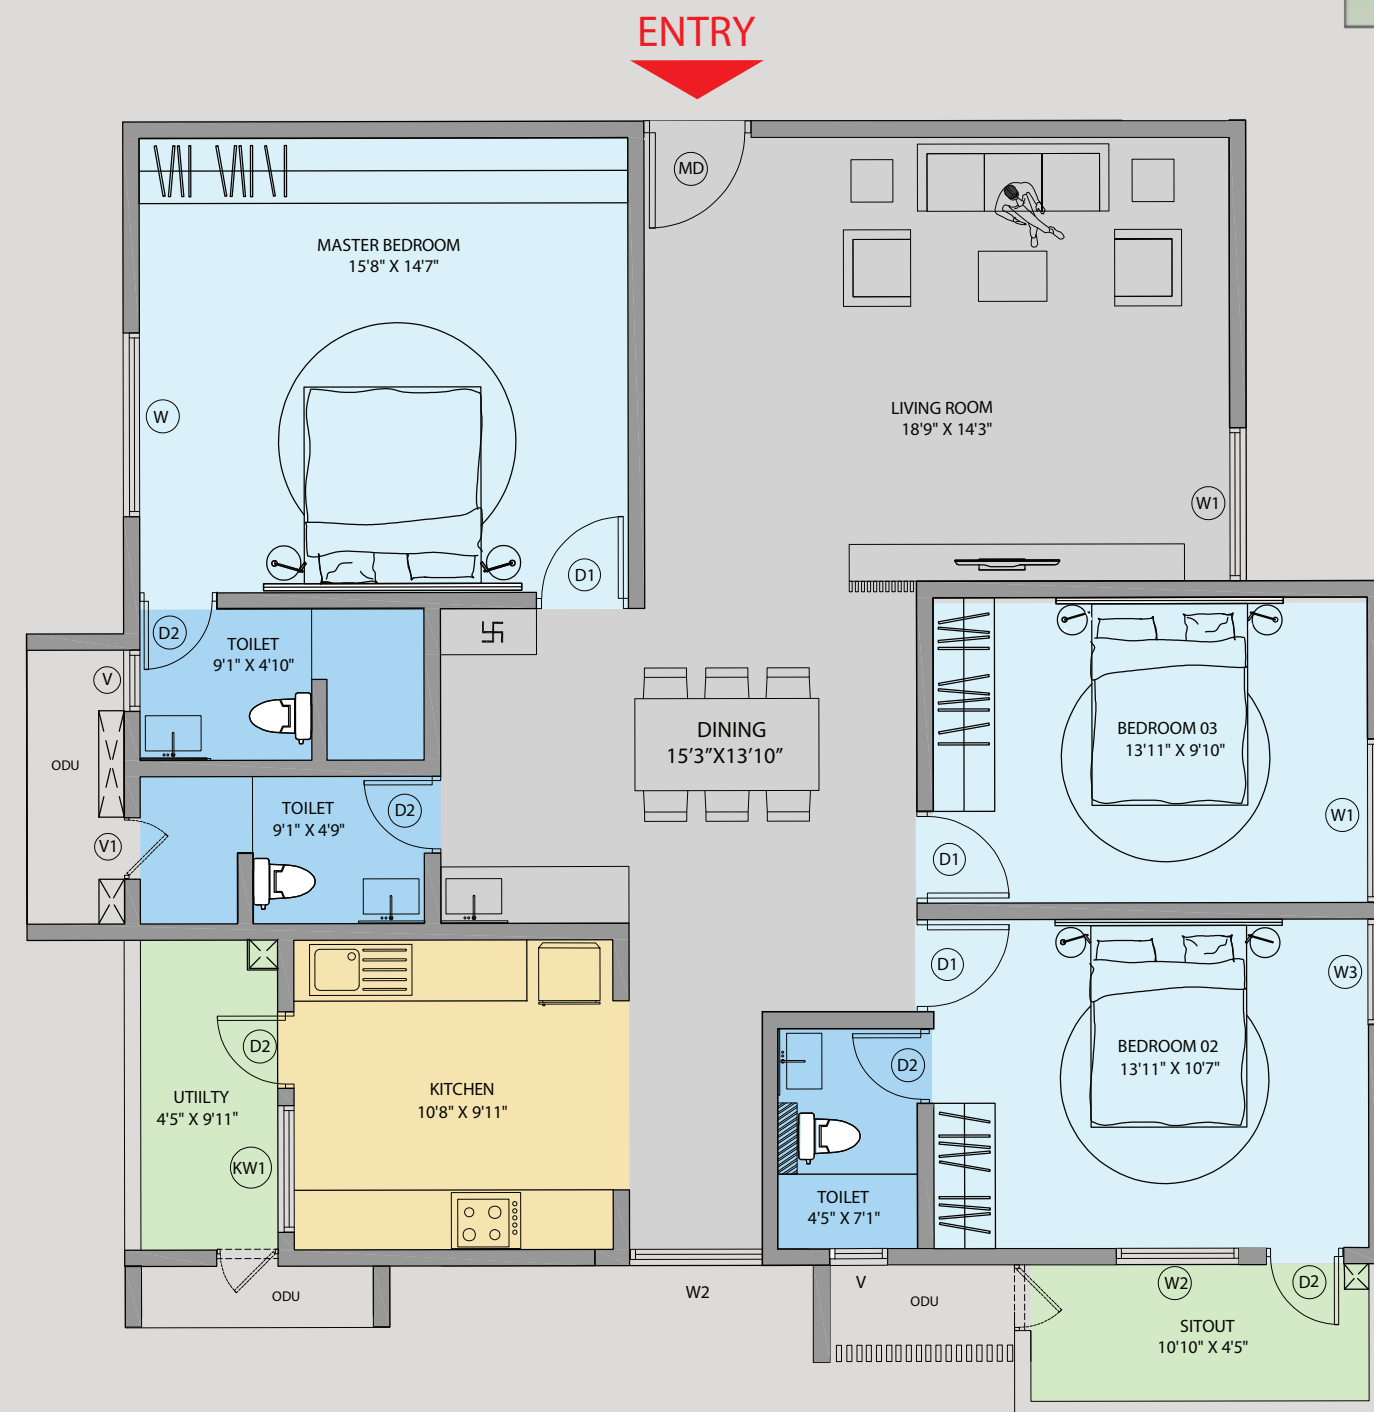 ENTRY
MD
MASTER BEDROOM
15'8" X 14'7"
W
LIVING ROOM
18'9" X 14'3"
W1
D1
D2
TOILET
9'1" X 4'10"
卐
V
ODU
DINING
15'3"X13'10"
BEDROOM 03
13'11" X 9'10"
W1
TOILET
9'1" X 4'9"
D2
V1
D1
D1
W3
D2
UTIILTY
4'5" X 9'11"
KW1
KITCHEN
10'8" X 9'11"
BEDROOM 02
13'11" X 10'7"
D2
TOILET
4'5" X 7'1"
ODU
W2
V
ODU
W2
D2
SITOUT
10'10" X 4'5"